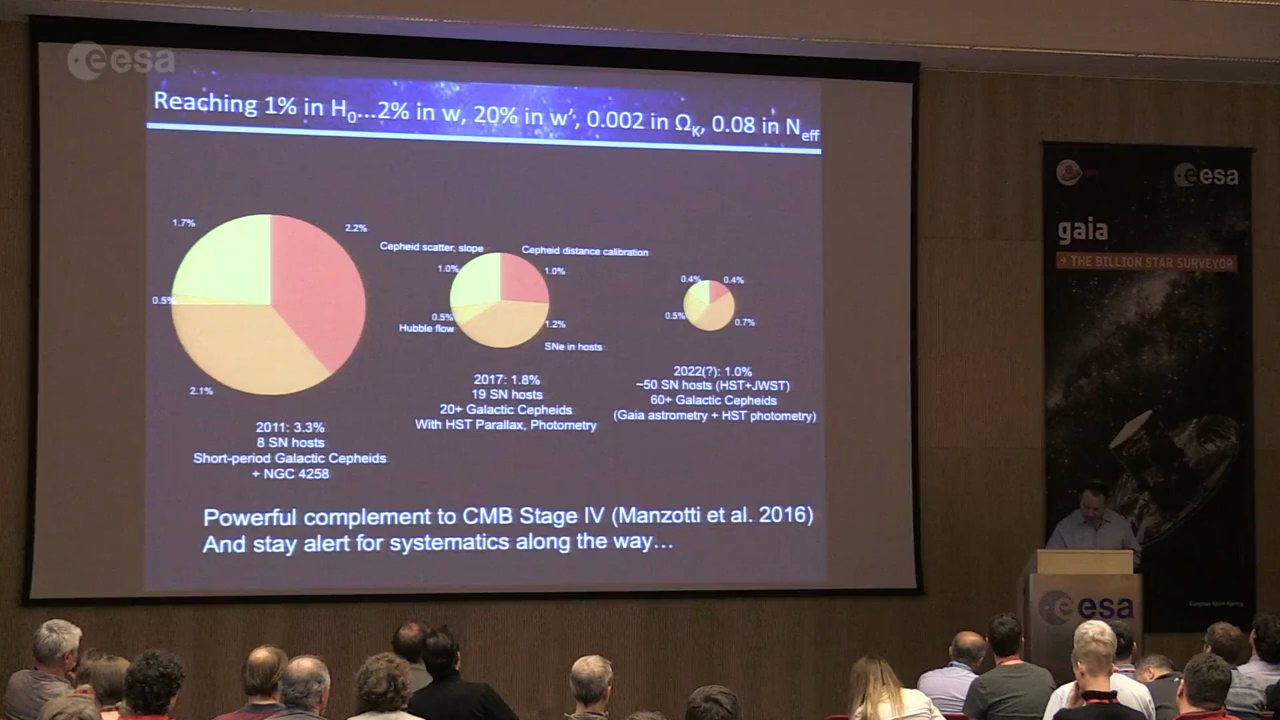 esa
Reaching 1% in H0...2% in w, 20% in w', 0.002 in ΩK, 0.08 in Neff
1.7%
2.2%
0.5%
2.1%
2011: 3.3%
8 SN hosts
Short-period Galactic Cepheids
+ NGC 4258
Cepheid scatter, slope
Cepheid distance calibration
1.0%
1.0%
0.5%
Hubble flow
1.2%
SNe in hosts
2017: 1.8%
19 SN hosts
20+ Galactic Cepheids
With HST Parallax, Photometry
0.4%
0.4%
0.5%
0.7%
2022(?): 1.0%
~50 SN hosts (HST+JWST)
60+ Galactic Cepheids
(Gaia astrometry + HST photometry)
Powerful complement to CMB Stage IV (Manzotti et al. 2016)
And stay alert for systematics along the way…
esa
gaia
→ THE BILLION STAR SURVEYOR
esa
European Space Agency